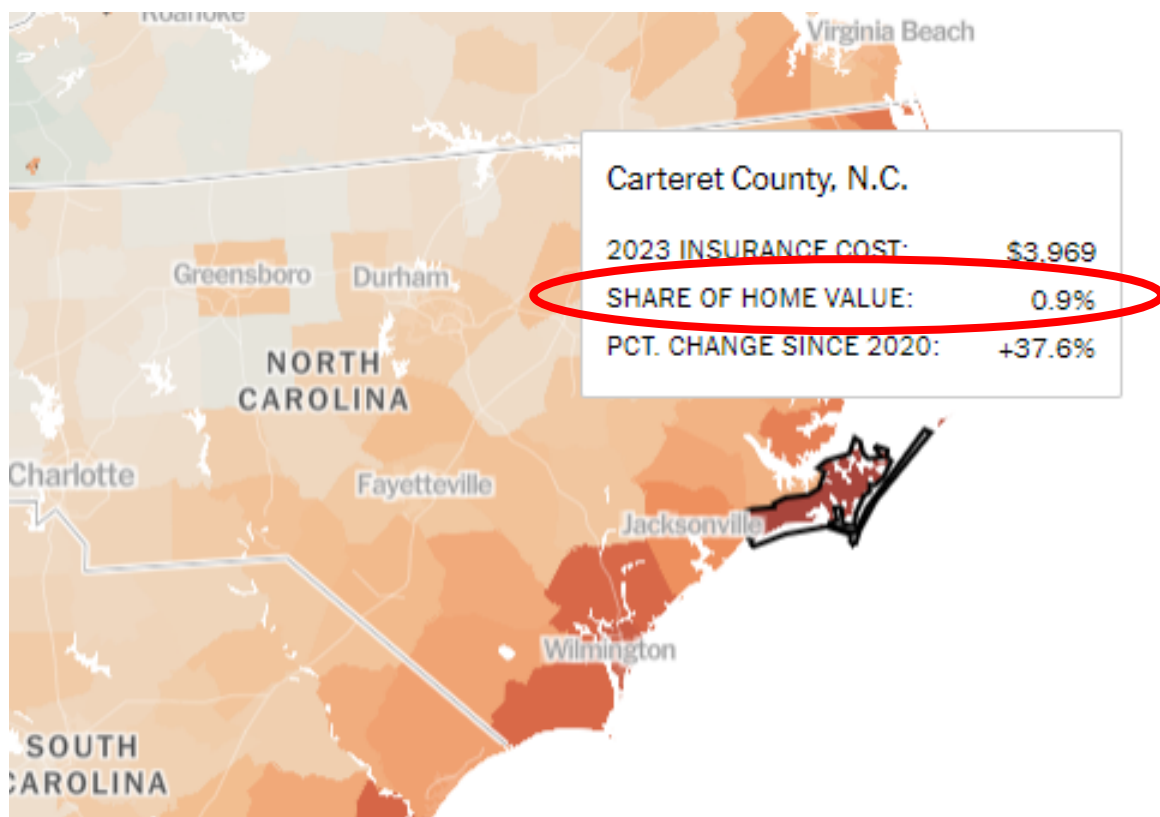 Roanoke
Virginia Beach
Carteret County, N.C.
2023 INSURANCE COST: $3,969
SHARE OF HOME VALUE: 0.9%
PCT. CHANGE SINCE 2020: +37.6%
Greensboro
Durham
NORTH
CAROLINA
Charlotte
Fayetteville
Jacksonville
Wilmington
SOUTH
CAROLINA